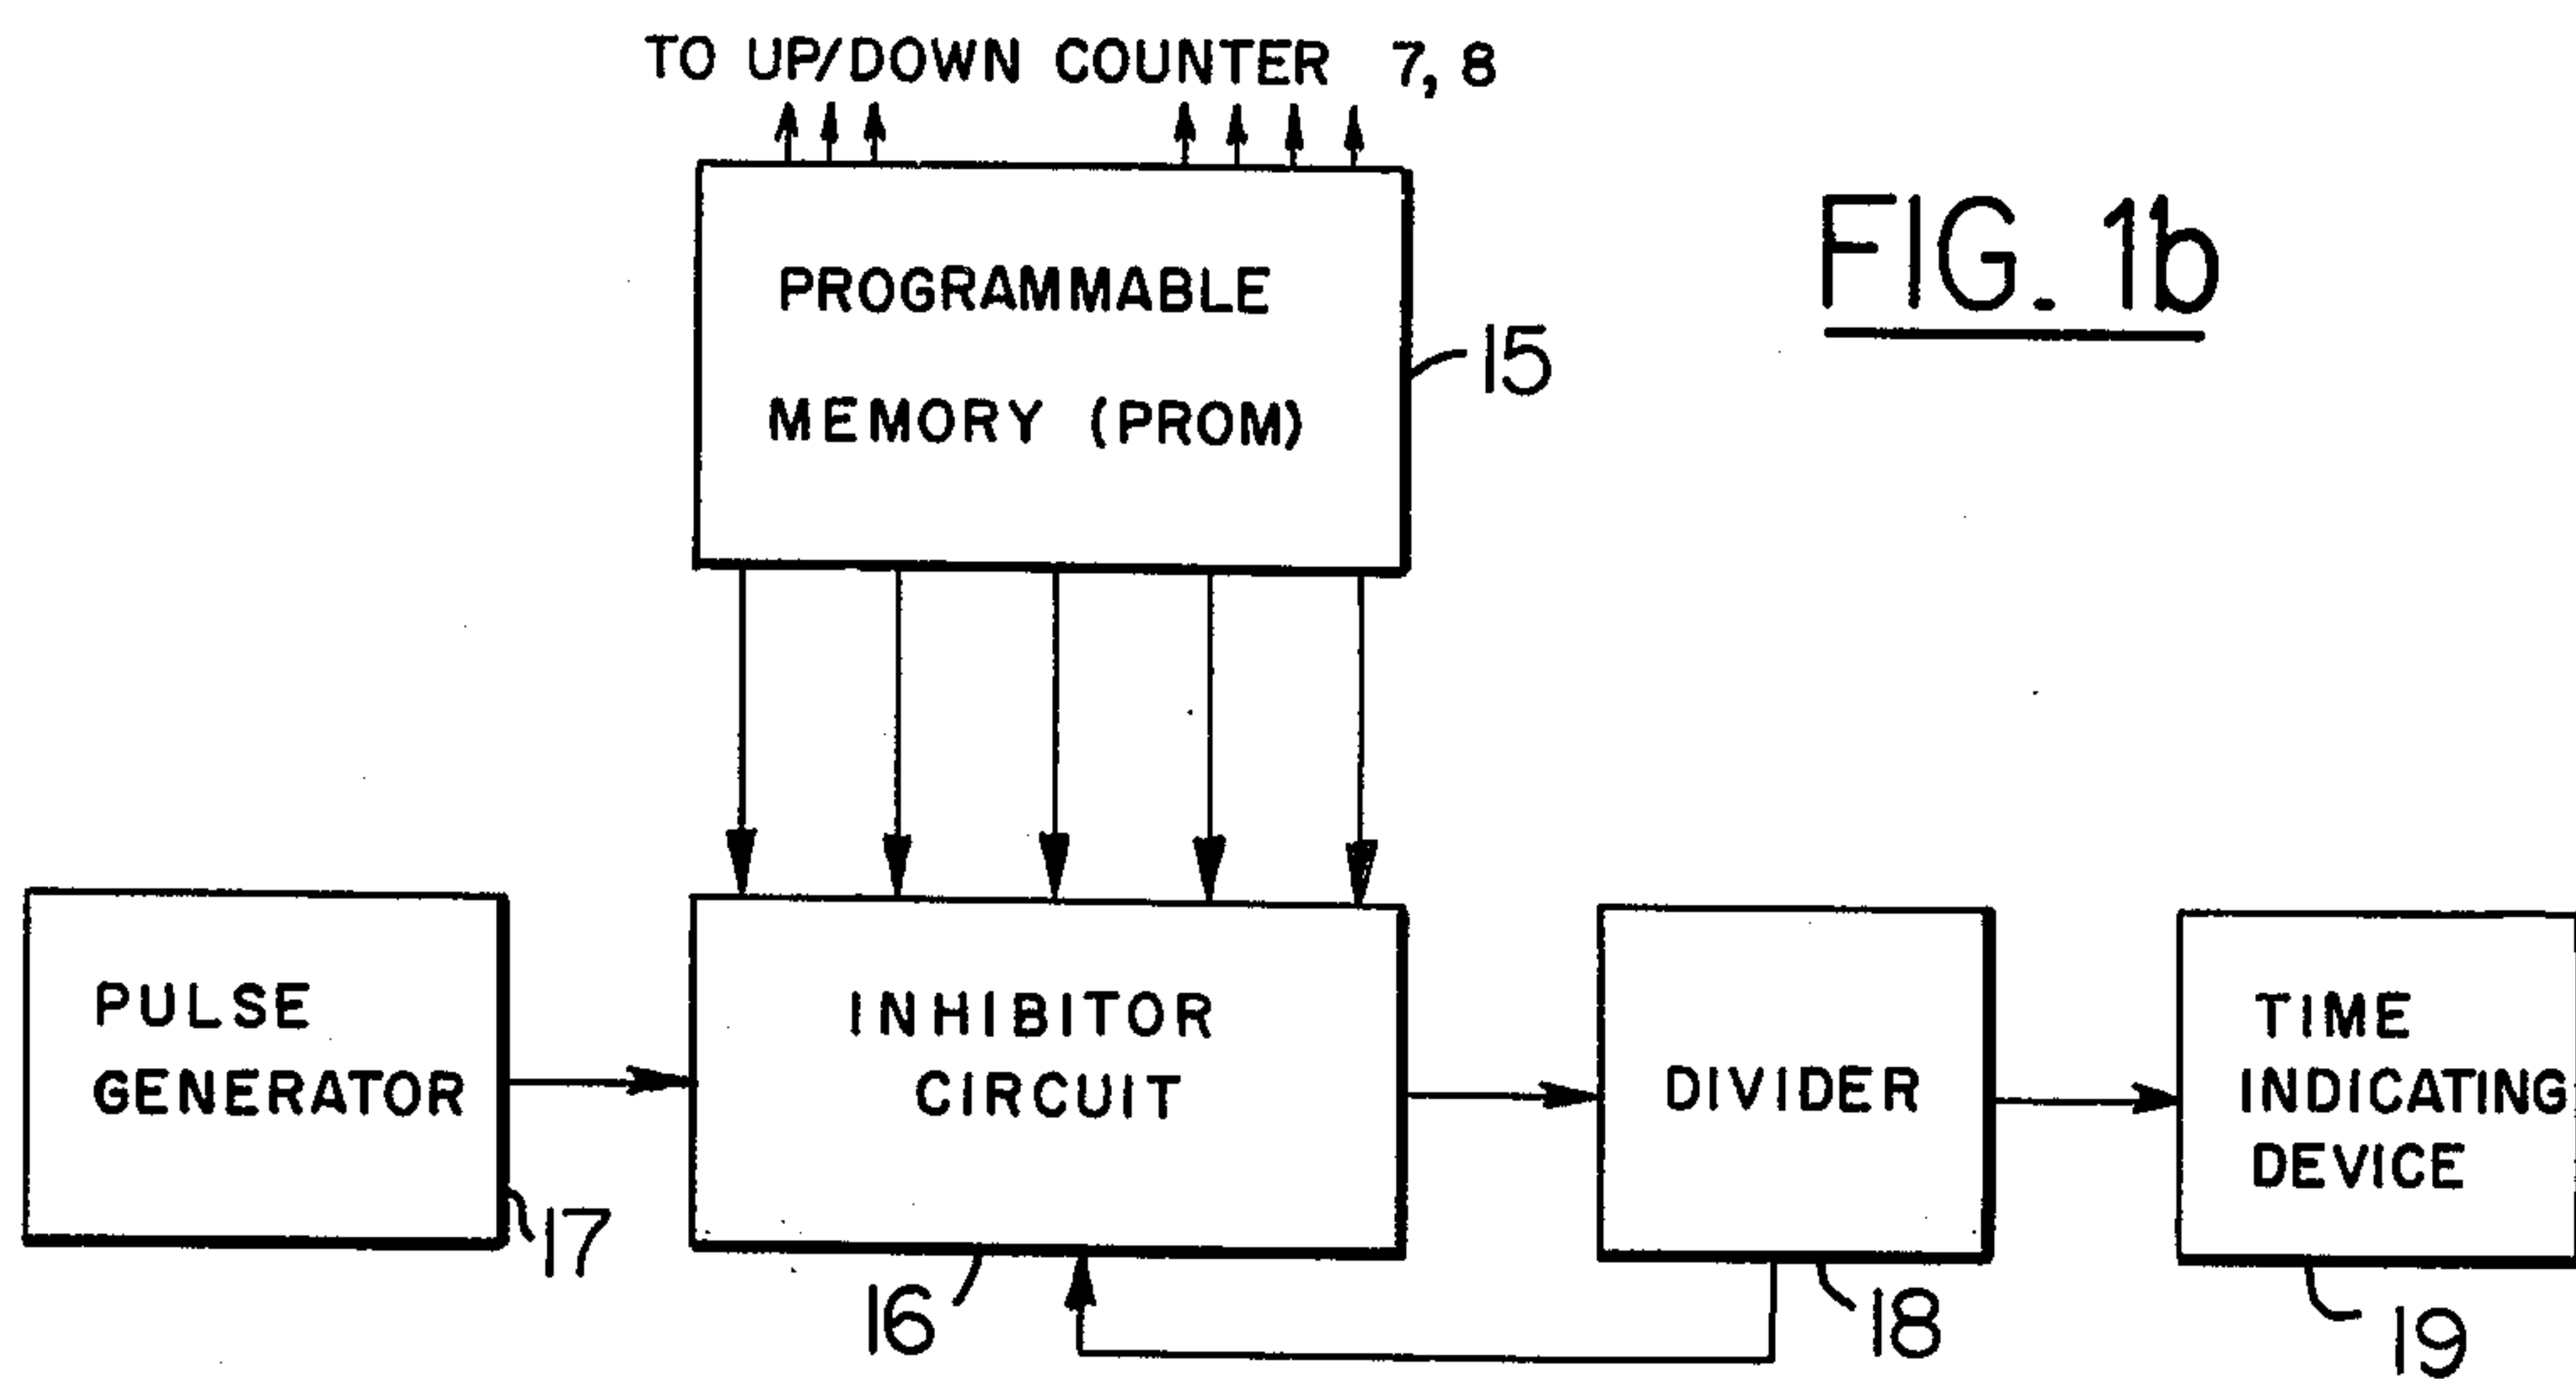 TO UP/DOWN COUNTER 7, 8
FIG. 1b
PROGRAMMABLE
MEMORY (PROM)
15
PULSE
GENERATOR
17
INHIBITOR
CIRCUIT
16
DIVIDER
18
TIME
INDICATING
DEVICE
19